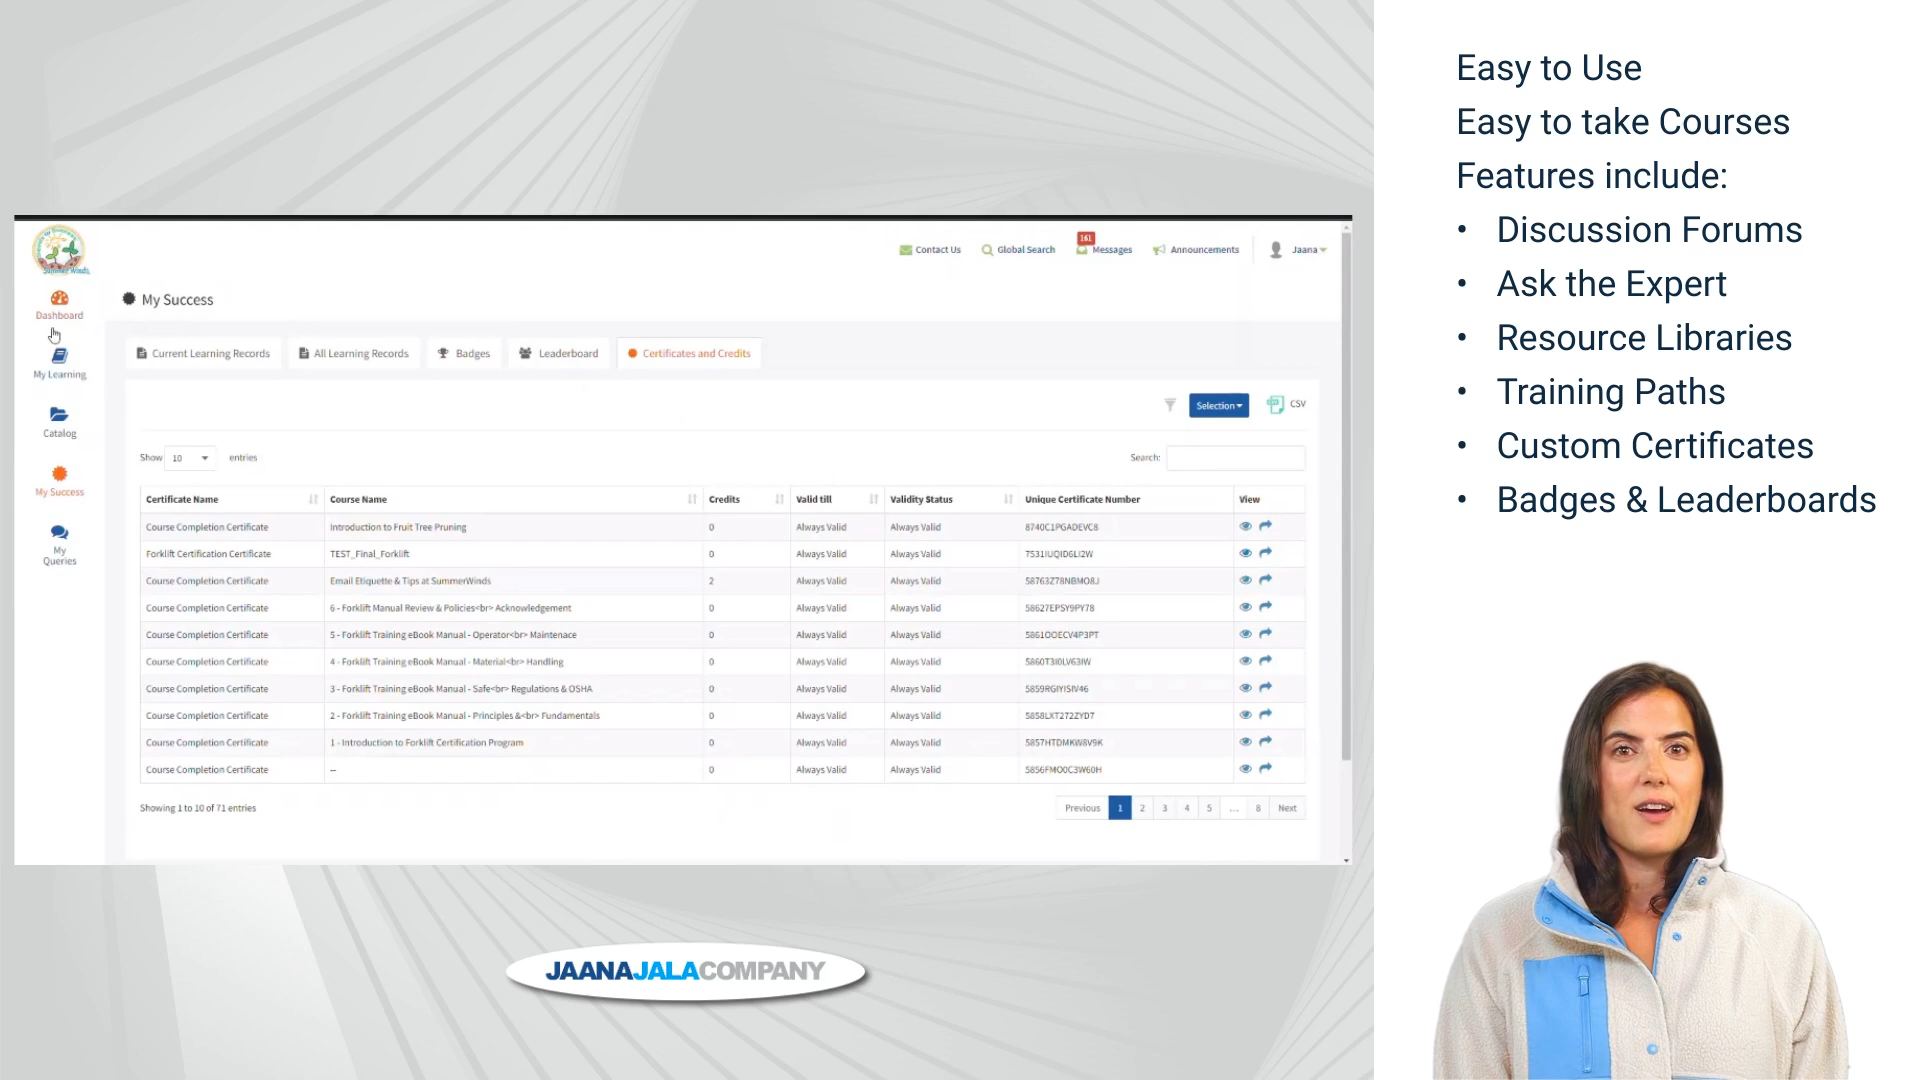 Contact Us
Global Search
161
Messages
Announcements
Jaana
Dashboard
My Learning
Catalog
My Success
My
Queries
My Success
Current Learning Records
All Learning Records
Badges
Leaderboard
Certificates and Credits
Selection
CSV
Show 10 entries
Search:
Certificate Name Course Name Credits Valid till Validity Status Unique Certificate Number View
Course Completion Certificate Introduction to Fruit Tree Pruning 0 Always Valid Always Valid 8740C1PGADEVC8
Forklift Certification Certificate TEST_Final_Forklift 0 Always Valid Always Valid 7531IUQID6LI2W
Course Completion Certificate Email Etiquette & Tips at SummerWinds 2 Always Valid Always Valid 58763Z78NBMO8J
Course Completion Certificate 6 - Forklift Manual Review & Policies<br> Acknowledgement 0 Always Valid Always Valid 58627EPSY9PY78
Course Completion Certificate 5 - Forklift Training eBook Manual - Operator<br> Maintenace 0 Always Valid Always Valid 5861OOECV4P3PT
Course Completion Certificate 4 - Forklift Training eBook Manual - Material<br> Handling 0 Always Valid Always Valid 5860T3I0LV63IW
Course Completion Certificate 3 - Forklift Training eBook Manual - Safe<br> Regulations & OSHA 0 Always Valid Always Valid 5859RGIYISIV46
Course Completion Certificate 2 - Forklift Training eBook Manual - Principles &<br> Fundamentals 0 Always Valid Always Valid 5858LXT272ZYD7
Course Completion Certificate 1 - Introduction to Forklift Certification Program 0 Always Valid Always Valid 5857HTDMKW8V9K
Course Completion Certificate -- 0 Always Valid Always Valid 5856FMO0C3W60H
Showing 1 to 10 of 71 entries
Previous 1 2 3 4 5 ... 8 Next
JAANAJALACOMPANY
Easy to Use
Easy to take Courses
Features include:
• Discussion Forums
• Ask the Expert
• Resource Libraries
• Training Paths
• Custom Certificates
• Badges & Leaderboards